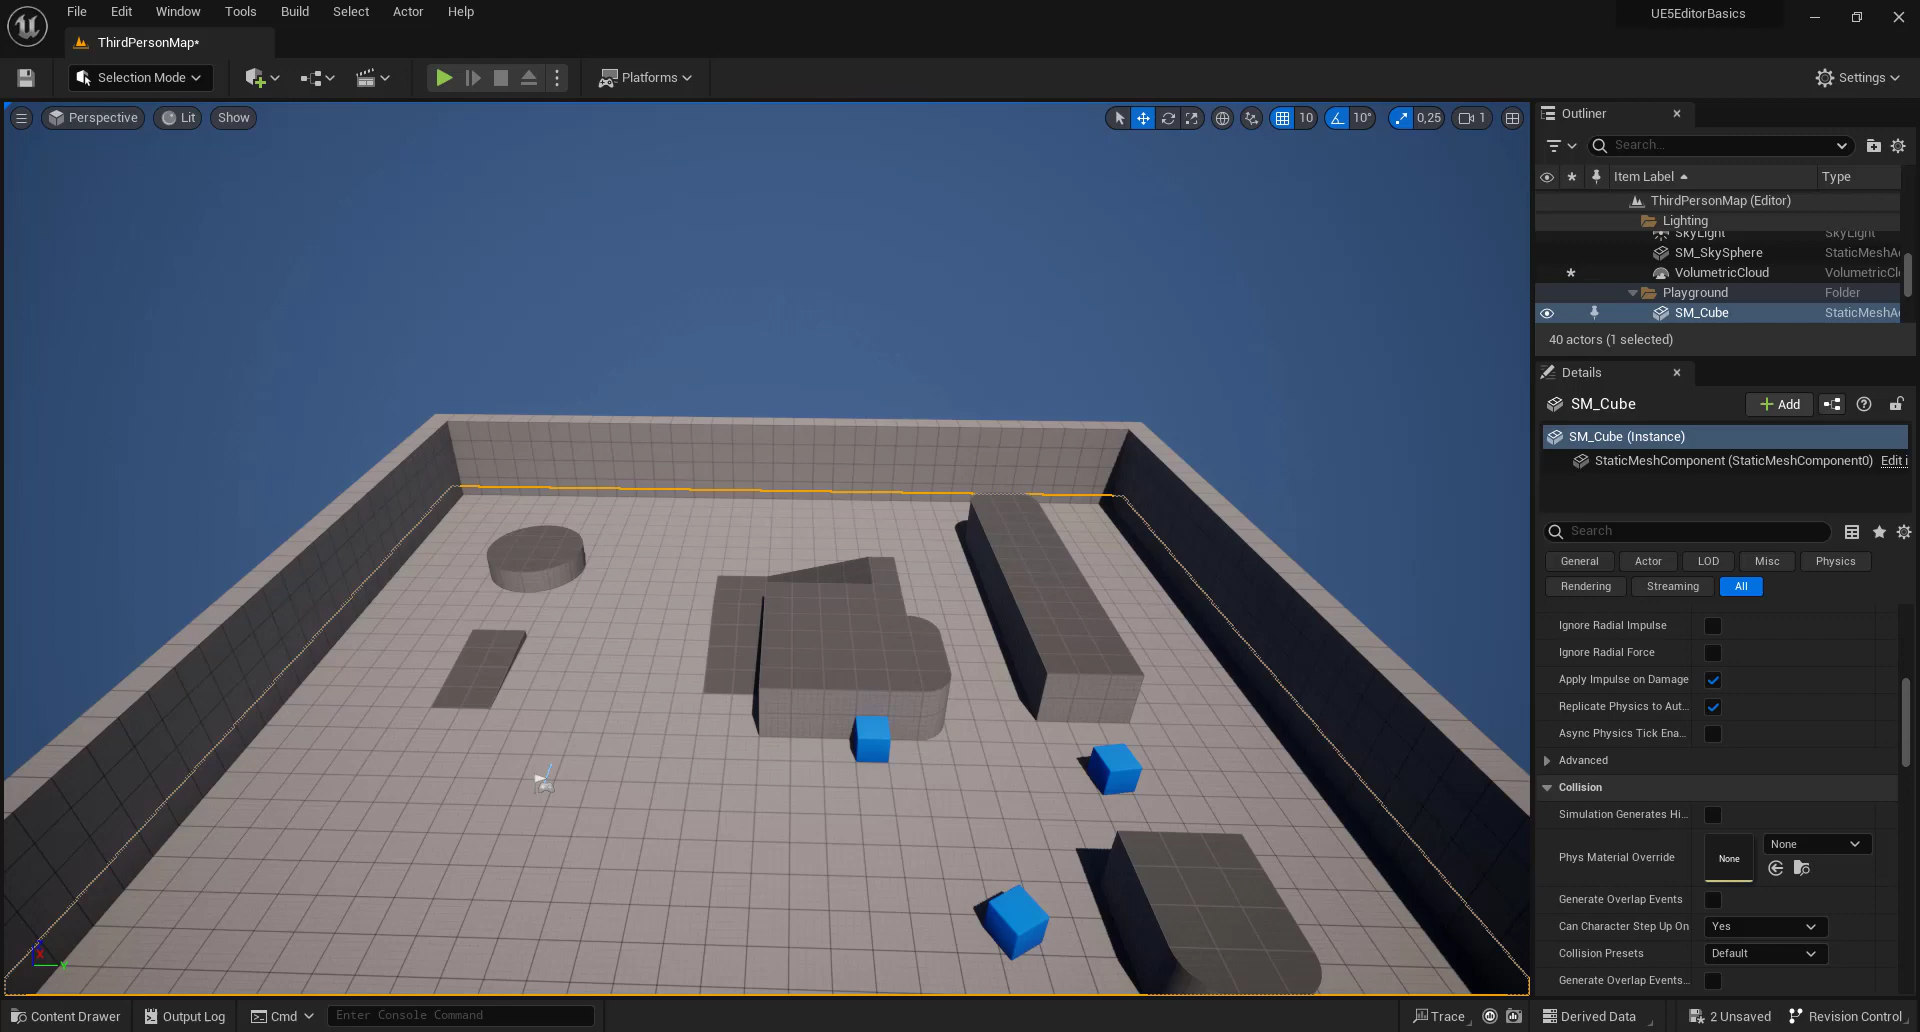 File Edit Window Tools Build Select Actor Help
UE5EditorBasics
ThirdPersonMap*
Selection Mode
Platforms
Settings
Perspective
Lit
Show
10
10°
0,25
1
Outliner
Search...
Item Label
Type
ThirdPersonMap (Editor)
Lighting
SkyLight SkyLight
SM_SkySphere StaticMeshA
VolumetricCloud VolumetricCl
Playground Folder
SM_Cube StaticMeshA
40 actors (1 selected)
Details
SM_Cube
Add
SM_Cube (Instance)
StaticMeshComponent (StaticMeshComponent0) Edit i
Search
General Actor LOD Misc Physics
Rendering Streaming All
Ignore Radial Impulse
Ignore Radial Force
Apply Impulse on Damage
Replicate Physics to Aut...
Async Physics Tick Ena...
Advanced
Collision
Simulation Generates Hi...
Phys Material Override None None
Generate Overlap Events
Can Character Step Up On Yes
Collision Presets Default
Generate Overlap Events...
X Y
Content Drawer
Output Log
Cmd
Enter Console Command
Trace
Derived Data
2 Unsaved
Revision Control